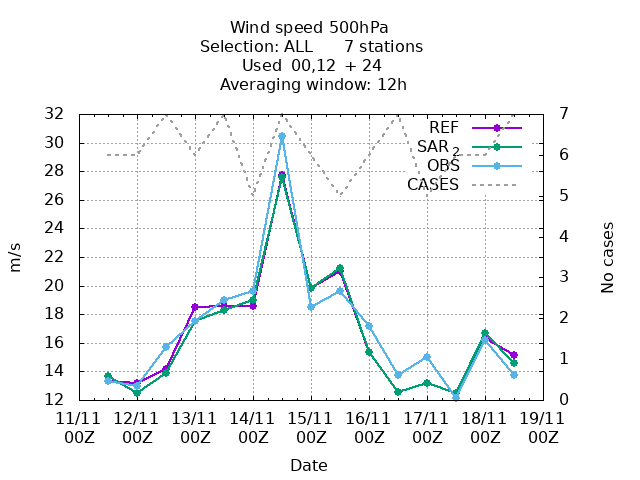 Wind speed 500hPa
Selection: ALL 7 stations
Used 00,12 + 24
Averaging window: 12h
32
30
28
26
24
22
20
18
16
14
12
7
6
5
4
3
2
1
0
REF
SAR 2
OBS
CASES
m/s
No cases
11/11 12/11 13/11 14/11 15/11 16/11 17/11 18/11 19/11
00Z 00Z 00Z 00Z 00Z 00Z 00Z 00Z 00Z
Date